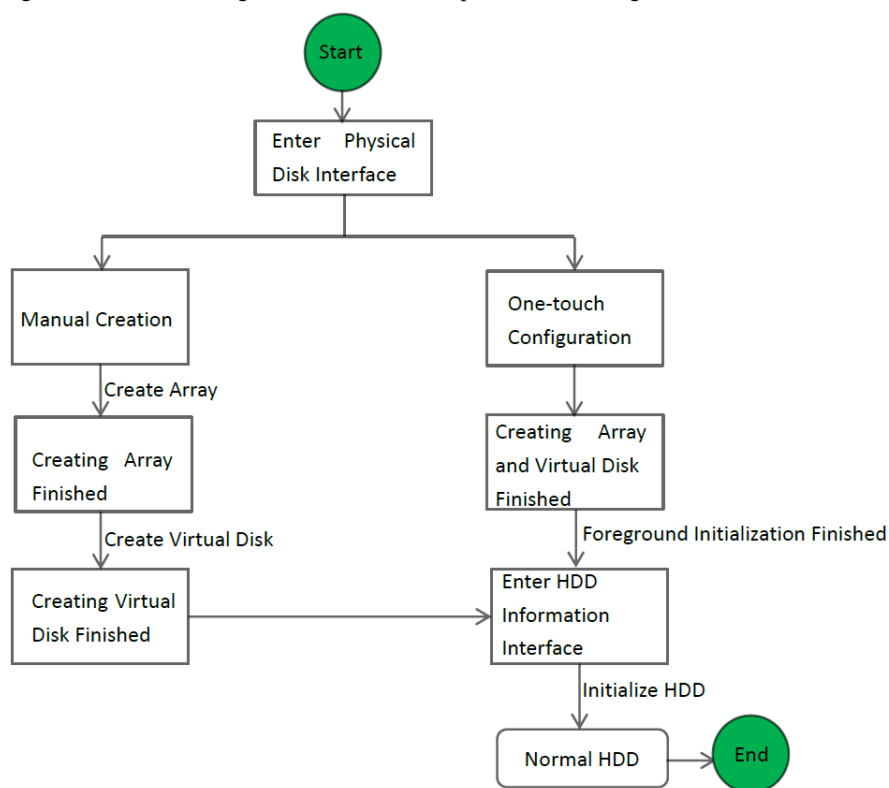 Start
Enter Physical
Disk Interface
Manual Creation
One-touch
Configuration
Create Array
Creating Array
Finished
Creating Array
and Virtual Disk
Finished
Create Virtual Disk
Foreground Initialization Finished
Creating Virtual
Disk Finished
Enter HDD
Information
Interface
Initialize HDD
Normal HDD
End